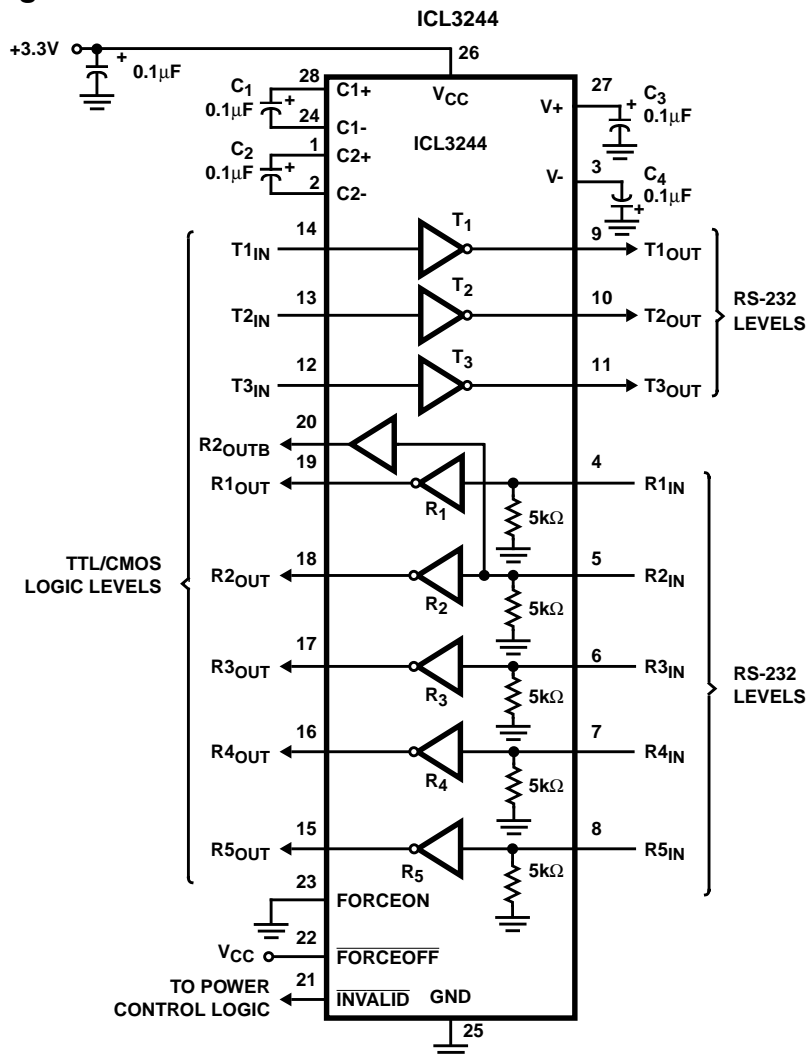 ICL3244
+3.3V
+
0.1µF
26
28
C1
0.1µF
+
C1+
24
C1-
VCC
ICL3244
27
V+
+
C3
0.1µF
1
C2
0.1µF
+
C2+
2
C2-
3
V-
C4
0.1µF
+
14
T1IN
T1
9
T1OUT
13
T2IN
T2
10
T2OUT
RS-232
LEVELS
12
T3IN
T3
11
T3OUT
20
R2OUTB
19
R1OUT
R1
5kΩ
4
R1IN
TTL/CMOS
LOGIC LEVELS
18
R2OUT
R2
5kΩ
5
R2IN
17
R3OUT
R3
5kΩ
6
R3IN
RS-232
LEVELS
16
R4OUT
R4
5kΩ
7
R4IN
15
R5OUT
R5
5kΩ
8
R5IN
23
FORCEON
22
VCC
FORCEOFF
21
TO POWER
CONTROL LOGIC
INVALID
GND
25